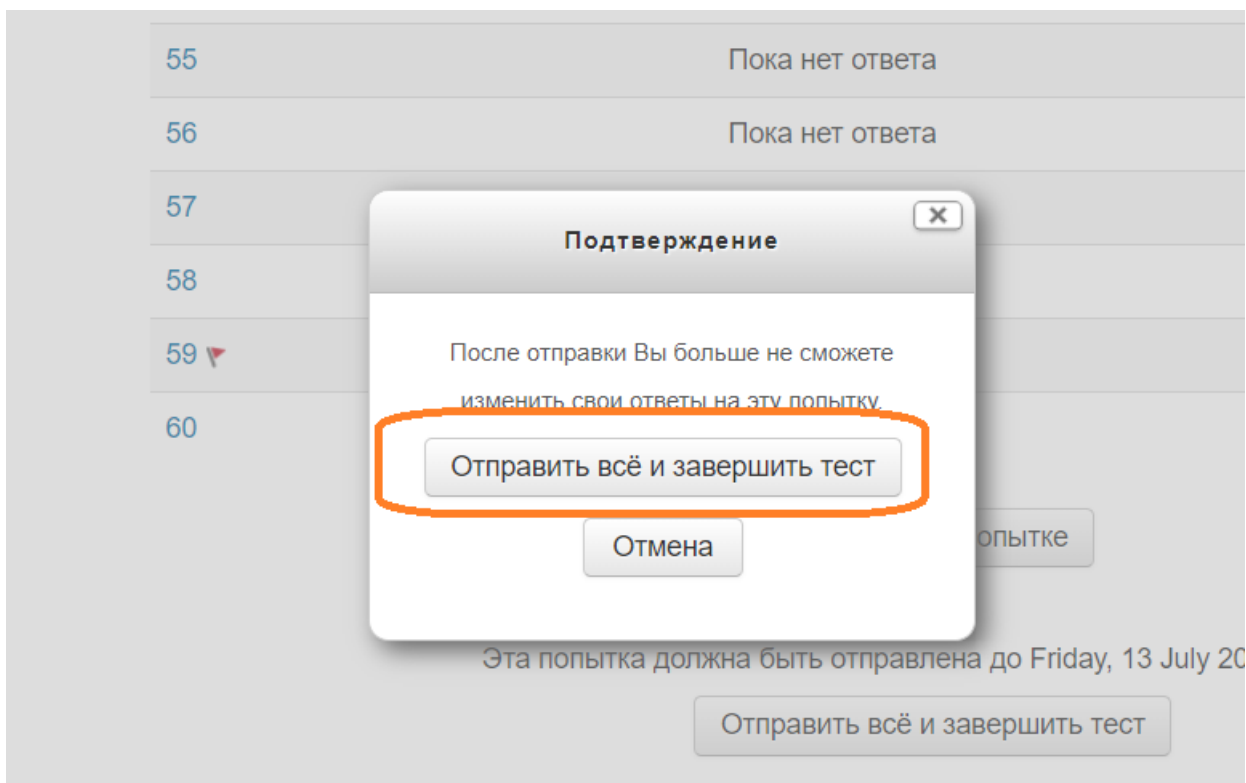 55 Пока нет ответа
56 Пока нет ответа
57
Подтверждение
58
После отправки Вы больше не сможете
59
изменить свои ответы на эту попытку.
60
Отправить всё и завершить тест
Отмена
опытке
Эта попытка должна быть отправлена до Friday, 13 July 20
Отправить всё и завершить тест